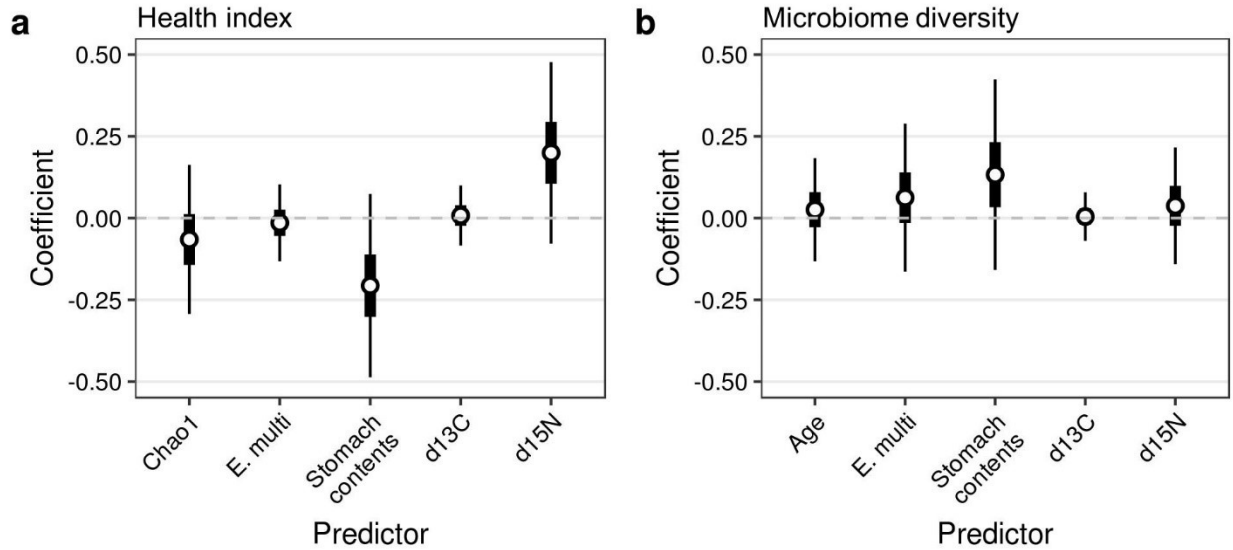 a
Health index
0.50
0.25
0.00
-0.25
-0.50
Coefficient
Chao1
E. multi
Stomach
contents
d13C
d15N
Predictor
b
Microbiome diversity
0.50
0.25
0.00
-0.25
-0.50
Coefficient
Age
E. multi
Stomach
contents
d13C
d15N
Predictor